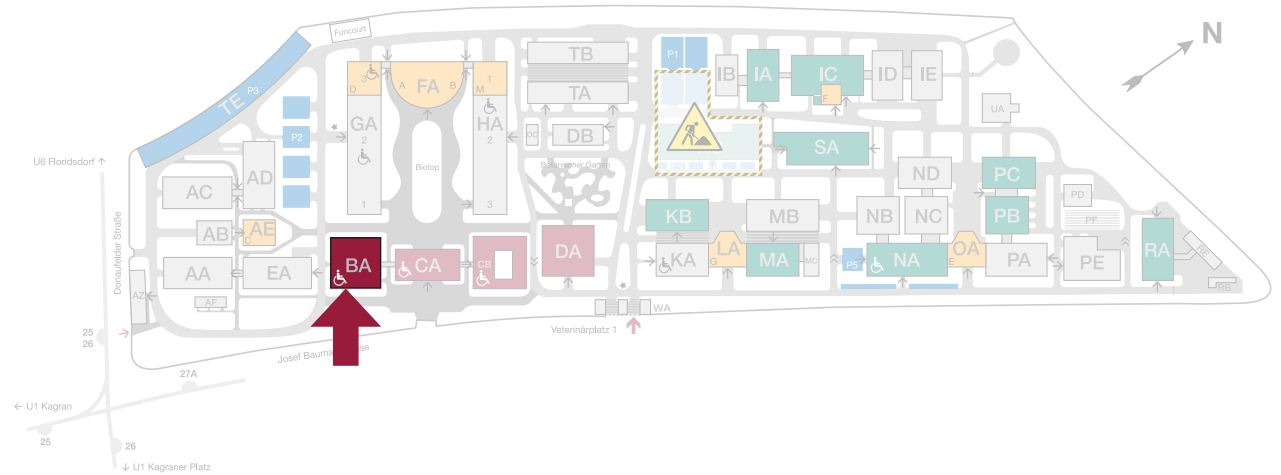 Funcourt
N
TB
P1
IB
IA
IC
ID
IE
3
D
A
FA
B
1
M
F
TE
P3
TA
UA
P2
GA
2
HA
2
DB
SA
U6 Floridsdorf ↑
Biotop
Botanischer Garten
AC
AD
ND
PC
PD
1
3
KB
MB
NB
NC
PB
PF
Donaufelder Straße
AB
AE
C
LA
G
OA
E
RA
BA
CA
CB
DA
KA
MA
MC
P5
NA
PA
PE
RE
AA
EA
AZ
AF
RB
WA
Veterinärplatz 1
25
26
Josef Bauma
sse
27A
← U1 Kagran
25
26
↓ U1 Kagraner Platz